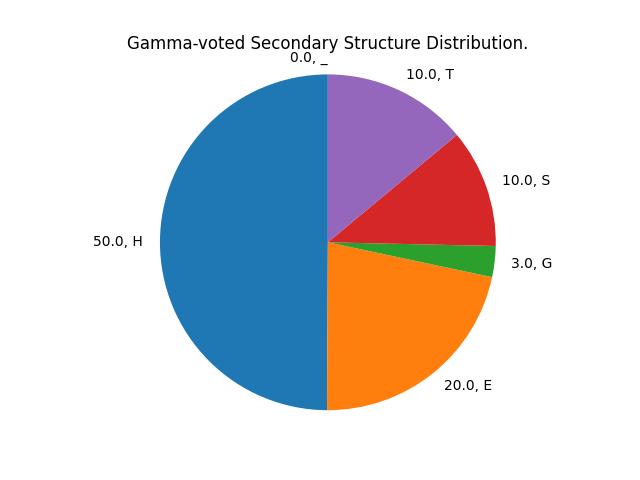 Gamma-voted Secondary Structure Distribution.
0.0, _
10.0, T
10.0, S
50.0, H
3.0, G
20.0, E